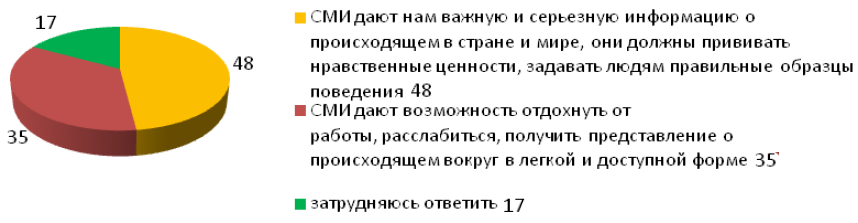 17
48
35
СМИ дают нам важную и серьезную информацию о
происходящем в стране и мире, они должны прививать
нравственные ценности, задавать людям правильные образцы
поведения 48
СМИ дают возможность отдохнуть от
работы, расслабиться, получить представление о
происходящем вокруг в легкой и доступной форме 35
затрудняюсь ответить 17